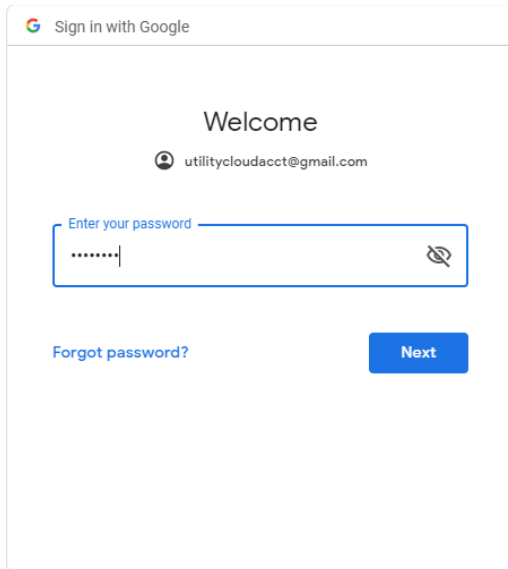 Sign in with Google
Welcome
utilitycloudacct@gmail.com
Enter your password
••••••••
Forgot password?
Next